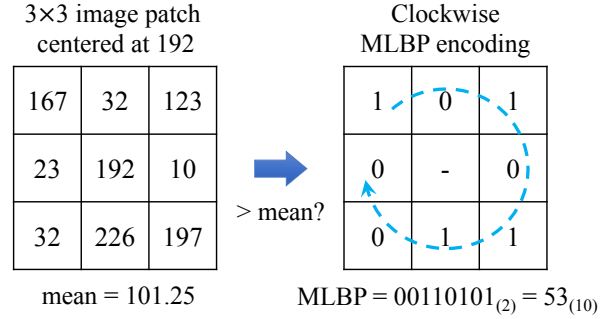 3×3 image patch
centered at 192
167 32 123
23 192 10
32 226 197
mean = 101.25
> mean?
Clockwise
MLBP encoding
1 0 1
0 - 0
0 1 1
MLBP = 00110101(2) = 53(10)